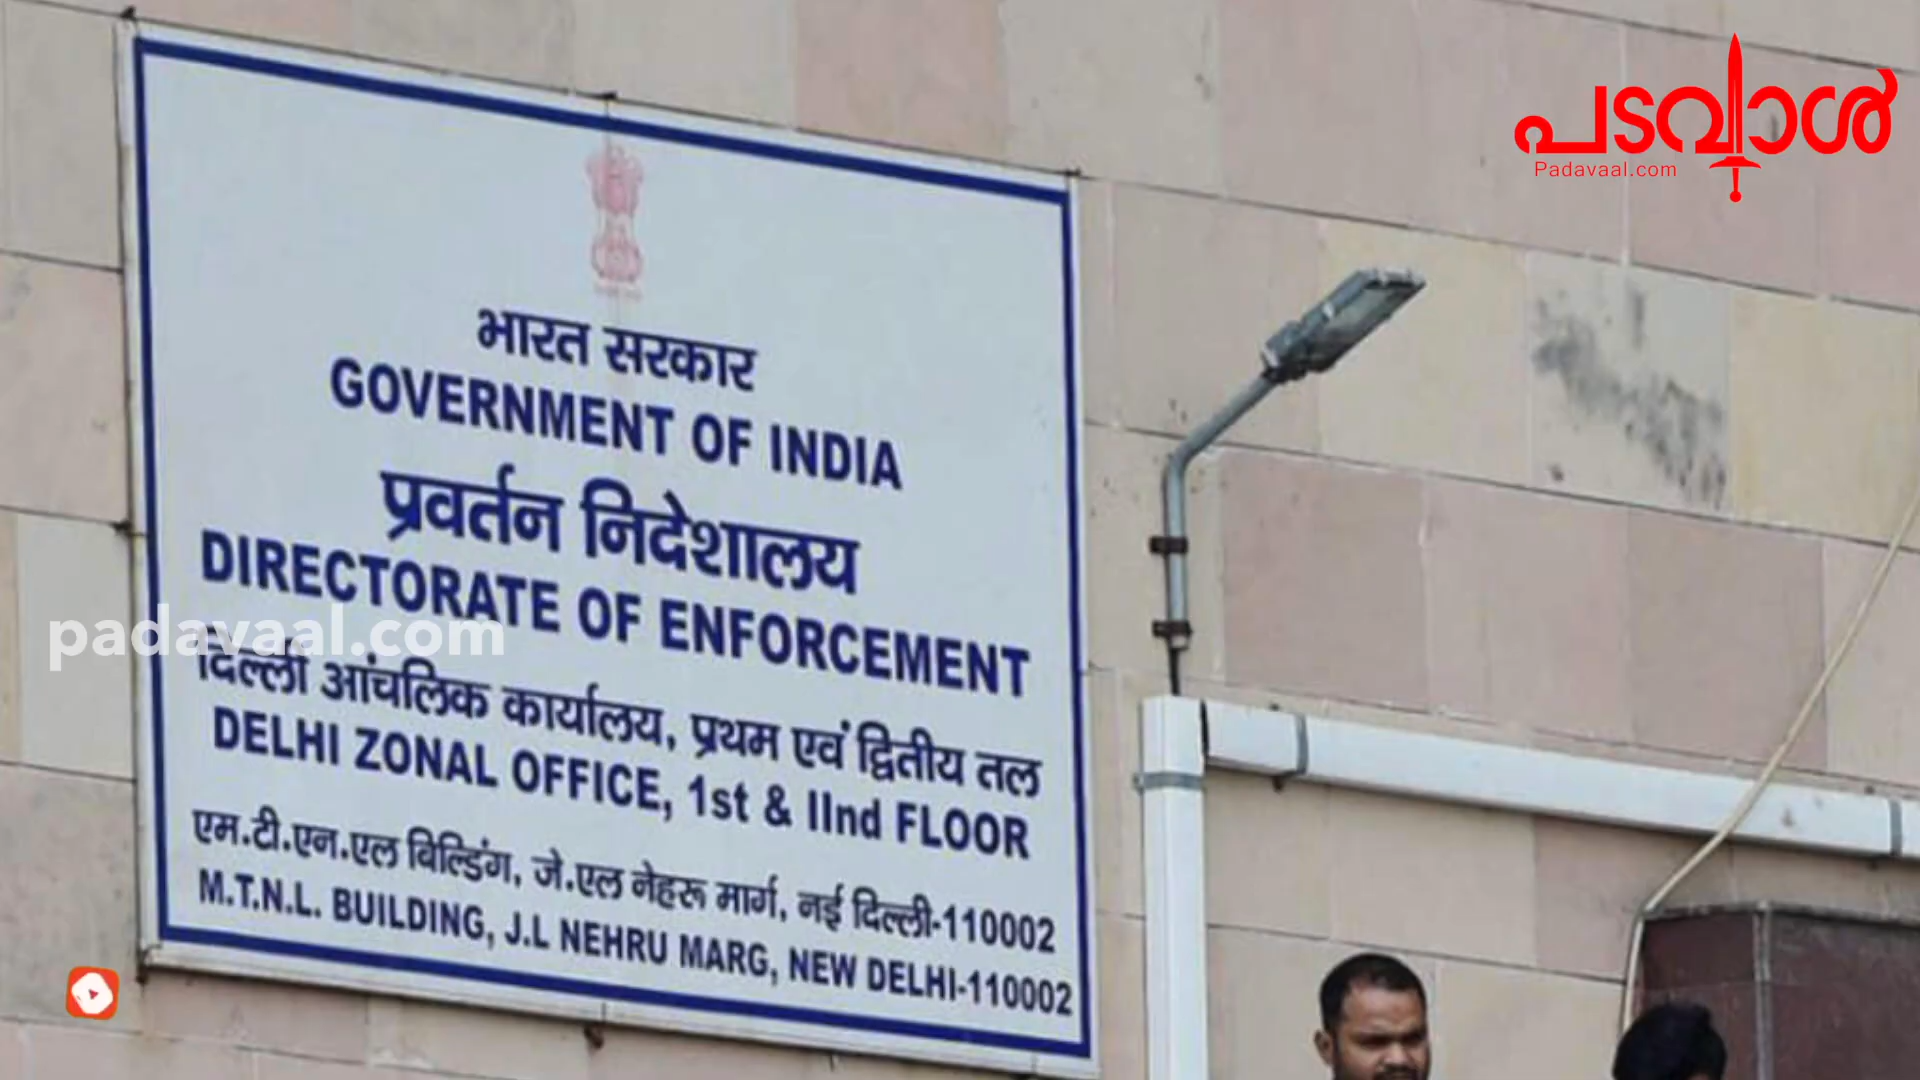 പടവാൾ
Padavaal.com
भारत सरकार
GOVERNMENT OF INDIA
प्रवर्तन निदेशालय
DIRECTORATE OF ENFORCEMENT
padavaal.com
दिल्ली आंचलिक कार्यालय, प्रथम एवं द्वितीय तल
DELHI ZONAL OFFICE, 1st & IInd FLOOR
एम.टी.एन.एल बिल्डिंग, जे.एल नेहरू मार्ग, नई दिल्ली-110002
M.T.N.L. BUILDING, J.L NEHRU MARG, NEW DELHI-110002